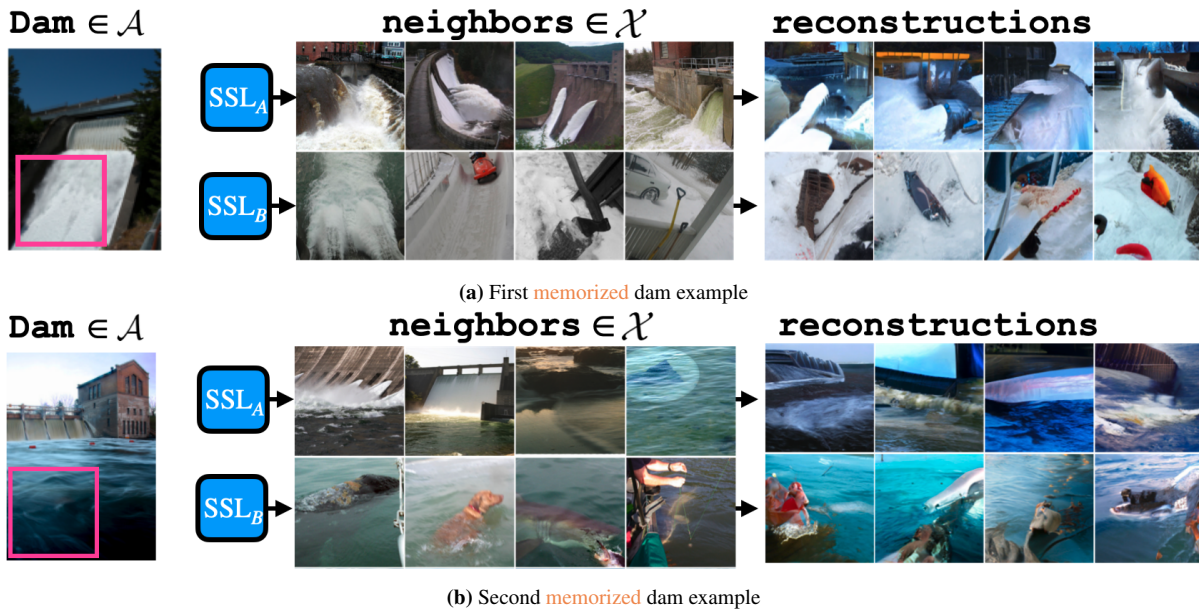 Dam ∈ 𝒜 neighbors ∈ 𝒳 reconstructions
SSL_A
SSL_B
(a) First memorized dam example
Dam ∈ 𝒜 neighbors ∈ 𝒳 reconstructions
SSL_A
SSL_B
(b) Second memorized dam example